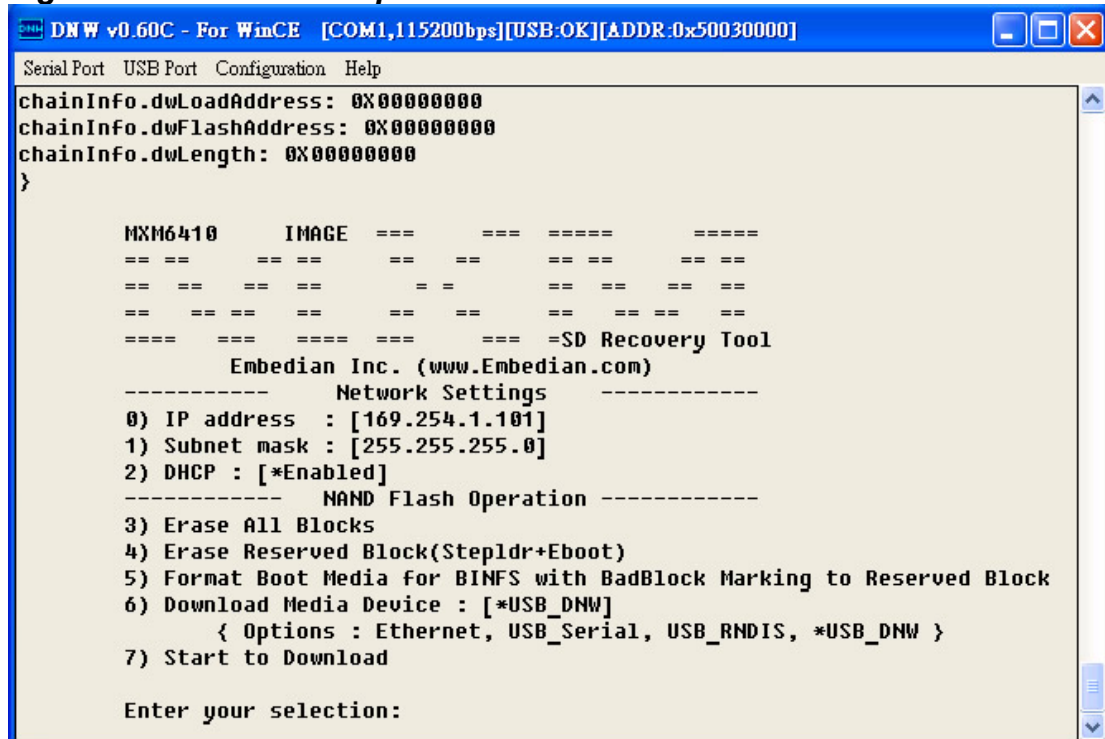 DNW v0.60C - For WinCE [COM1,115200bps][USB:OK][ADDR:0x50030000]
Serial Port USB Port Configuration Help
chainInfo.dwLoadAddress: 0X00000000
chainInfo.dwFlashAddress: 0X00000000
chainInfo.dwLength: 0X00000000
}
MXM6410      IMAGE  ===      ===  =====      =====
== ==      == ==      ==    ==      == ==      == ==
==   ==   ==   ==       = =        ==   ==    ==   ==
==    == ==    ==      ==    ==     ==    == ==    ==
====   ===   ====  ===      ===  =SD Recovery Tool
Embedian Inc. (www.Embedian.com)
-----------     Network Settings     ------------
0) IP address  : [169.254.1.101]
1) Subnet mask : [255.255.255.0]
2) DHCP : [*Enabled]
------------   NAND Flash Operation ------------
3) Erase All Blocks
4) Erase Reserved Block(Stepldr+Eboot)
5) Format Boot Media for BINFS with BadBlock Marking to Reserved Block
6) Download Media Device : [*USB_DNW]
{ Options : Ethernet, USB_Serial, USB_RNDIS, *USB_DNW }
7) Start to Download
Enter your selection: